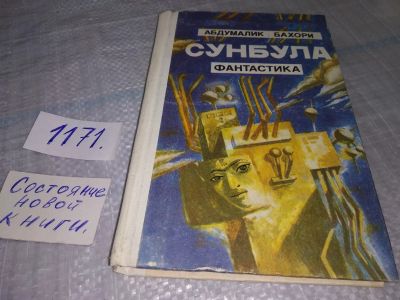 АБДУМАЛИК БАХОРИ
СУНБУЛА
ФАНТАСТИКА
1171.
Состояние
новой
книги.